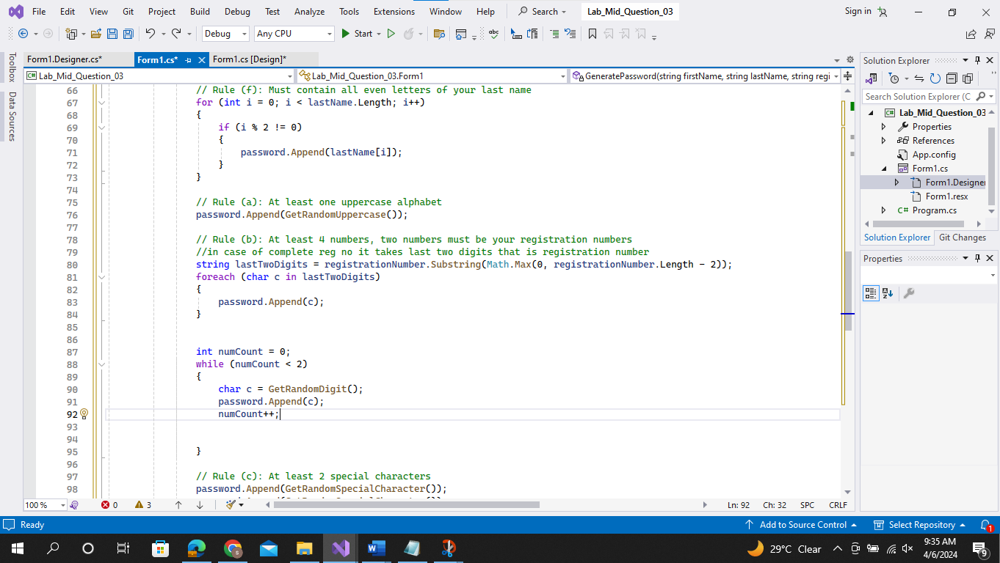 File Edit View Git Project Build Debug Test Analyze Tools Extensions Window Help Search Lab_Mid_Question_03 Sign in
Debug Any CPU Start
Form1.Designer.cs* Form1.cs* Form1.cs [Design]*
Lab_Mid_Question_03 Lab_Mid_Question_03.Form1 GeneratePassword(string firstName, string lastName, string regi
Toolbox
Data Sources
66 // Rule (f): Must contain all even letters of your last name
67 for (int i = 0; i < lastName.Length; i++)
68 {
69 if (i % 2 != 0)
70 {
71 password.Append(lastName[i]);
72 }
73 }
74
75 // Rule (a): At least one uppercase alphabet
76 password.Append(GetRandomUppercase());
77
78 // Rule (b): At least 4 numbers, two numbers must be your registration numbers
79 //in case of complete reg no it takes last two digits that is registration number
80 string lastTwoDigits = registrationNumber.Substring(Math.Max(0, registrationNumber.Length - 2));
81 foreach (char c in lastTwoDigits)
82 {
83 password.Append(c);
84 }
85
86
87 int numCount = 0;
88 while (numCount < 2)
89 {
90 char c = GetRandomDigit();
91 password.Append(c);
92 numCount++;
93
94
95 }
96
97 // Rule (c): At least 2 special characters
98 password.Append(GetRandomSpecialCharacter());
100 % 0 3 Ln: 92 Ch: 32 SPC CRLF
Solution Explorer
Search Solution Explorer (C
Lab_Mid_Question_03
Properties
References
App.config
Form1.cs
Form1.Designer
Form1.resx
C# Program.cs
Solution Explorer Git Changes
Properties
Ready Add to Source Control Select Repository 1
29°C Clear 9:35 AM
4/6/2024 9